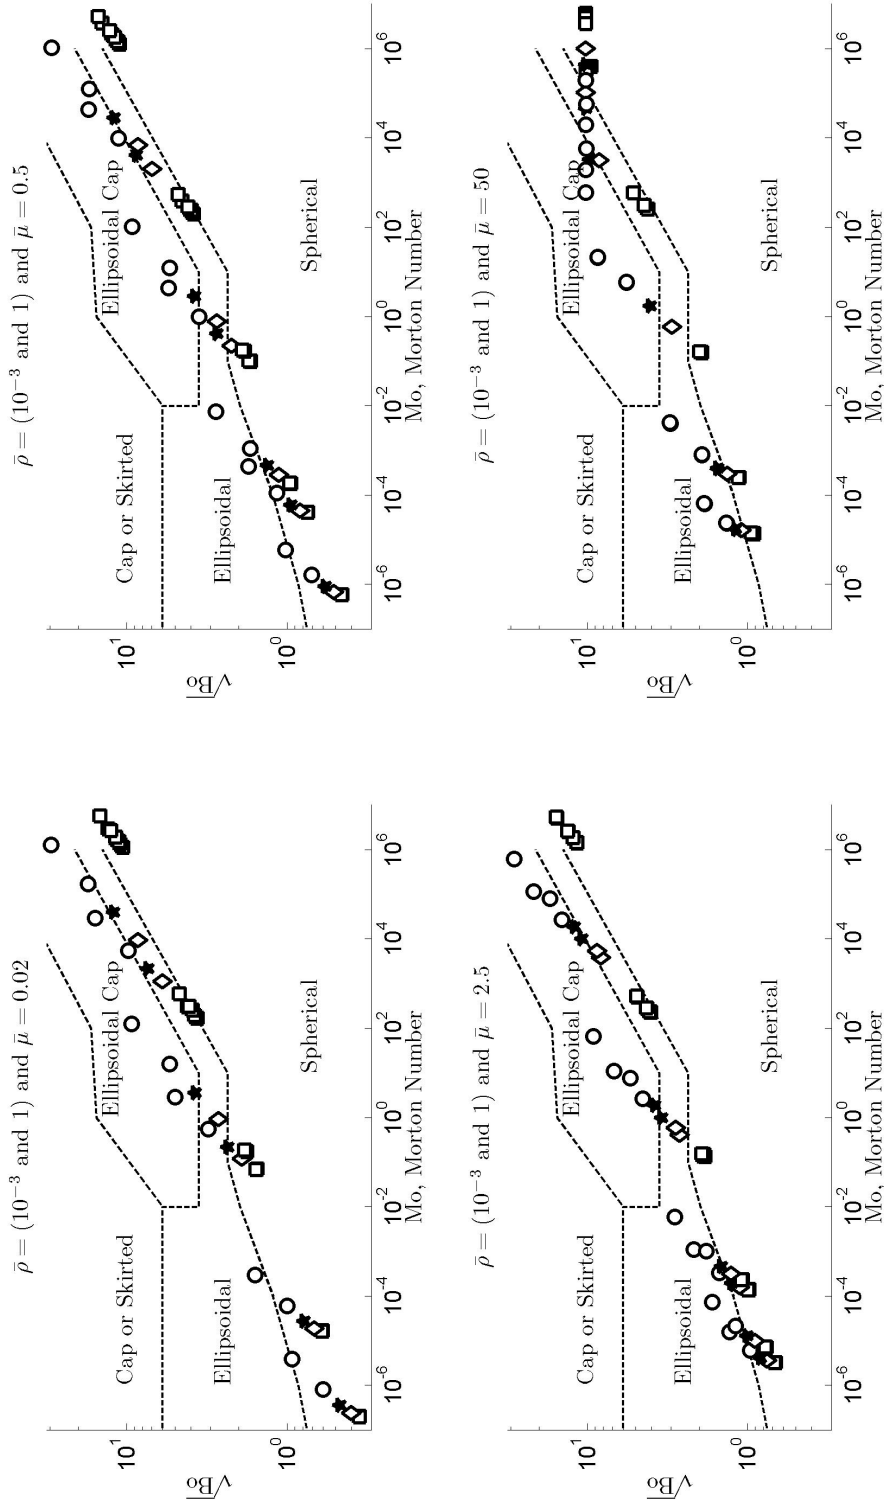 ρ̄ = (10⁻³ and 1) and μ̄ = 0.02
√Bo
10¹
10⁰
Cap or Skirted
Ellipsoidal Cap
Ellipsoidal
Spherical
10⁻⁶
10⁻⁴
10⁻²
10⁰
10²
10⁴
10⁶
Mo, Morton Number
ρ̄ = (10⁻³ and 1) and μ̄ = 0.5
√Bo
10¹
10⁰
Cap or Skirted
Ellipsoidal Cap
Ellipsoidal
Spherical
10⁻⁶
10⁻⁴
10⁻²
10⁰
10²
10⁴
10⁶
Mo, Morton Number
ρ̄ = (10⁻³ and 1) and μ̄ = 2.5
√Bo
10¹
10⁰
Cap or Skirted
Ellipsoidal Cap
Ellipsoidal
Spherical
10⁻⁶
10⁻⁴
10⁻²
10⁰
10²
10⁴
10⁶
Mo, Morton Number
ρ̄ = (10⁻³ and 1) and μ̄ = 50
√Bo
10¹
10⁰
Cap or Skirted
Ellipsoidal Cap
Ellipsoidal
Spherical
10⁻⁶
10⁻⁴
10⁻²
10⁰
10²
10⁴
10⁶
Mo, Morton Number